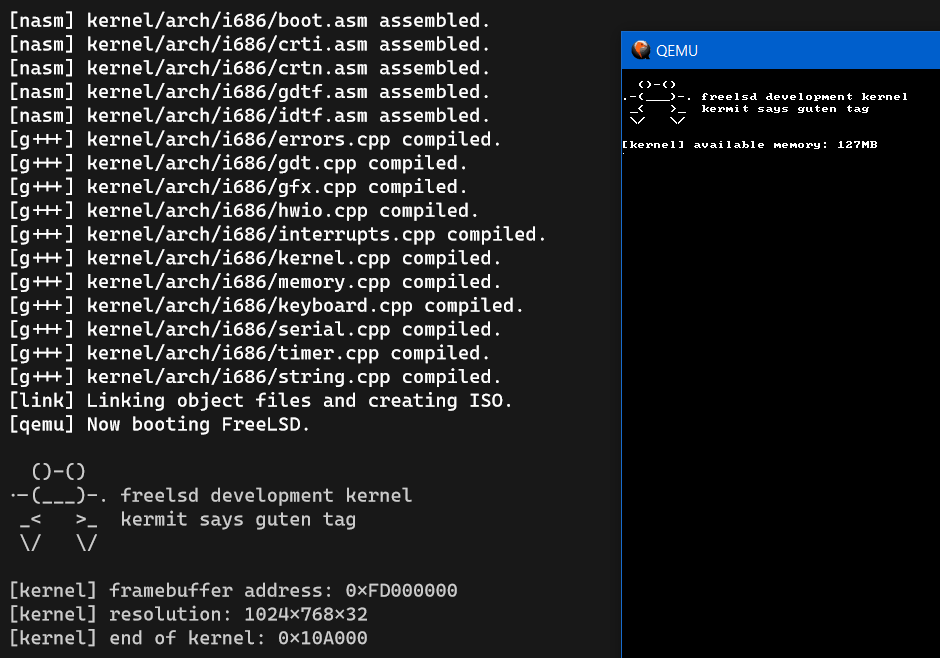 [nasm] kernel/arch/i686/boot.asm assembled.
[nasm] kernel/arch/i686/crti.asm assembled.
[nasm] kernel/arch/i686/crtn.asm assembled.
[nasm] kernel/arch/i686/gdtf.asm assembled.
[nasm] kernel/arch/i686/idtf.asm assembled.
[g++] kernel/arch/i686/errors.cpp compiled.
[g++] kernel/arch/i686/gdt.cpp compiled.
[g++] kernel/arch/i686/gfx.cpp compiled.
[g++] kernel/arch/i686/hwio.cpp compiled.
[g++] kernel/arch/i686/interrupts.cpp compiled.
[g++] kernel/arch/i686/kernel.cpp compiled.
[g++] kernel/arch/i686/memory.cpp compiled.
[g++] kernel/arch/i686/keyboard.cpp compiled.
[g++] kernel/arch/i686/serial.cpp compiled.
[g++] kernel/arch/i686/timer.cpp compiled.
[g++] kernel/arch/i686/string.cpp compiled.
[link] Linking object files and creating ISO.
[qemu] Now booting FreeLSD.
  ()-()
.-(___)-. freelsd development kernel
 _<   >_  kermit says guten tag
 \/   \/
[kernel] framebuffer address: 0xFD000000
[kernel] resolution: 1024x768x32
[kernel] end of kernel: 0x10A000
QEMU
  ()-()
.-(___)-. freelsd development kernel
 _<   >_  kermit says guten tag
 \/   \/
[kernel] available memory: 127MB